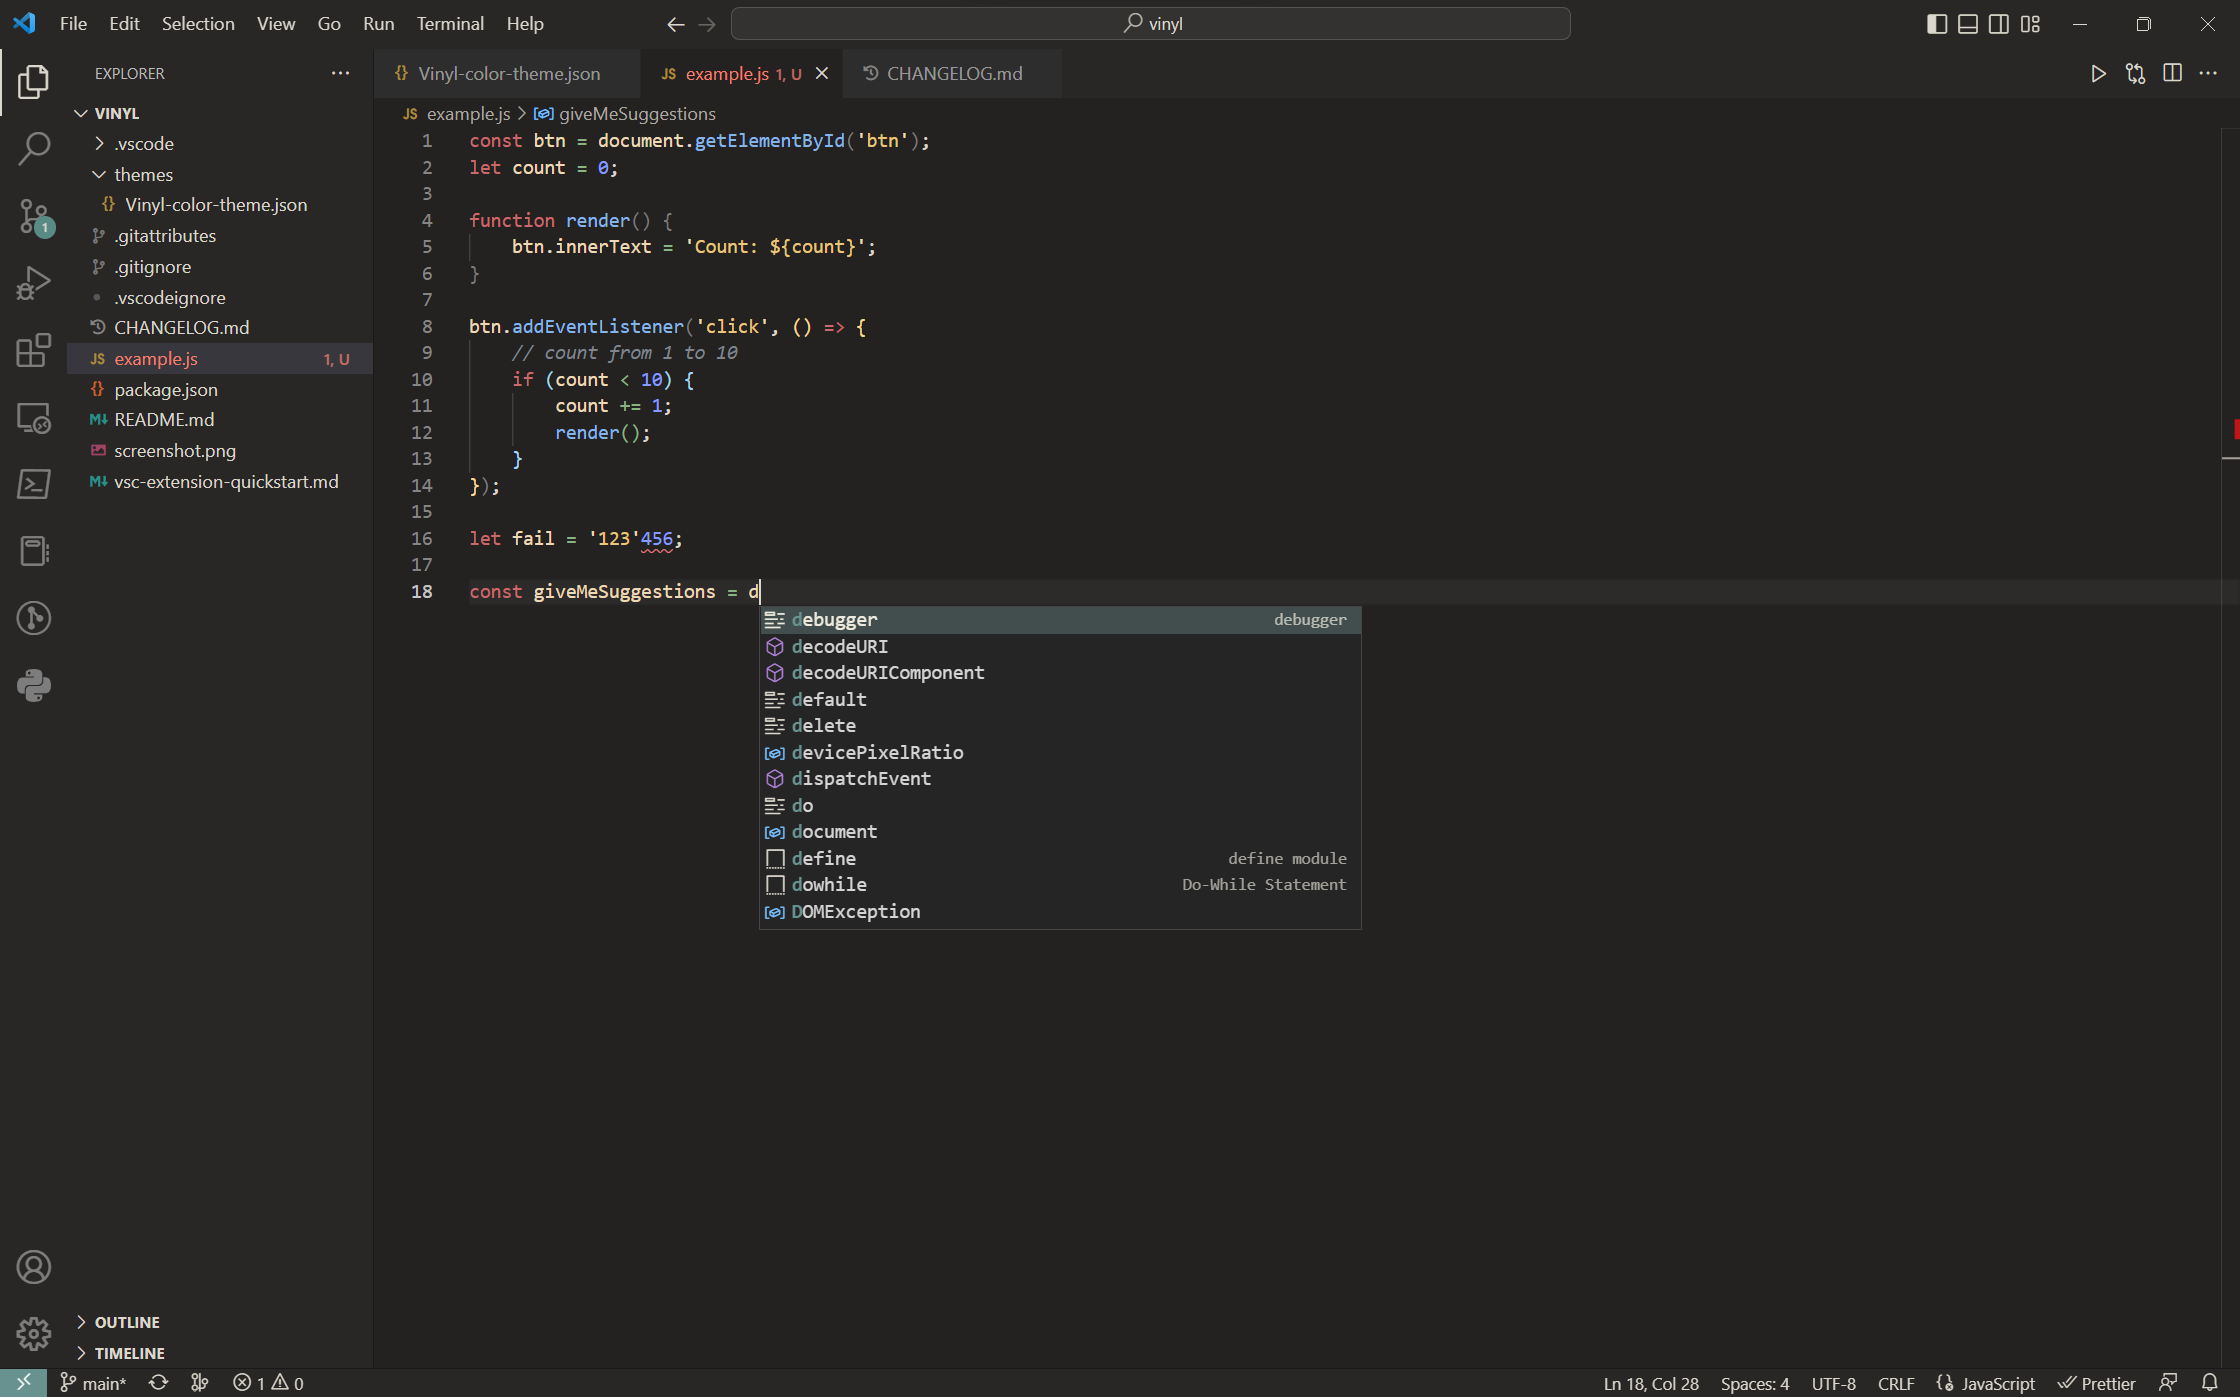 File Edit Selection View Go Run Terminal Help
vinyl
EXPLORER
VINYL
.vscode
themes
{} Vinyl-color-theme.json
.gitattributes
.gitignore
.vscodeignore
CHANGELOG.md
JS example.js 1, U
{} package.json
M↓ README.md
screenshot.png
M↓ vsc-extension-quickstart.md
OUTLINE
TIMELINE
1
{} Vinyl-color-theme.json
JS example.js 1, U
CHANGELOG.md
JS example.js > giveMeSuggestions
1 const btn = document.getElementById('btn');
2 let count = 0;
3
4 function render() {
5 btn.innerText = 'Count: ${count}';
6 }
7
8 btn.addEventListener('click', () => {
9 // count from 1 to 10
10 if (count < 10) {
11 count += 1;
12 render();
13 }
14 });
15
16 let fail = '123'456;
17
18 const giveMeSuggestions = d
debugger debugger
decodeURI
decodeURIComponent
default
delete
devicePixelRatio
dispatchEvent
do
document
define define module
dowhile Do-While Statement
DOMException
main* 1 0
Ln 18, Col 28 Spaces: 4 UTF-8 CRLF JavaScript Prettier